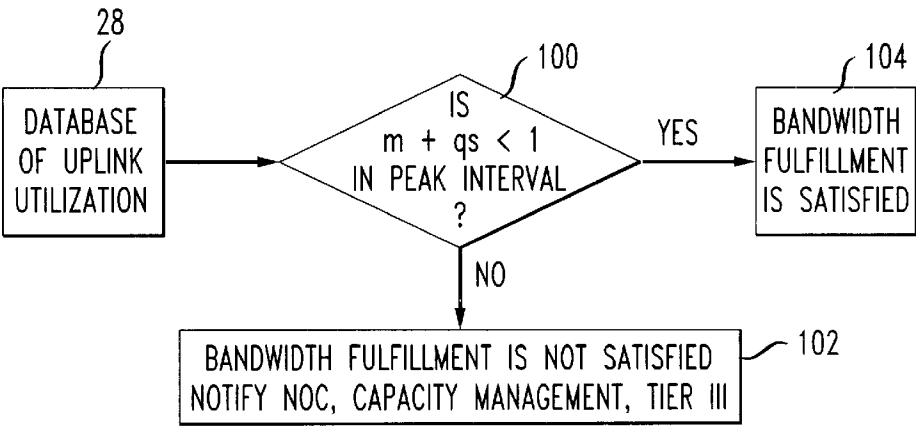 28
DATABASE
OF UPLINK
UTILIZATION
100
IS
m + qs < 1
IN PEAK INTERVAL
?
YES
104
BANDWIDTH
FULFILLMENT
IS SATISFIED
NO
BANDWIDTH FULFILLMENT IS NOT SATISFIED
NOTIFY NOC, CAPACITY MANAGEMENT, TIER III
102